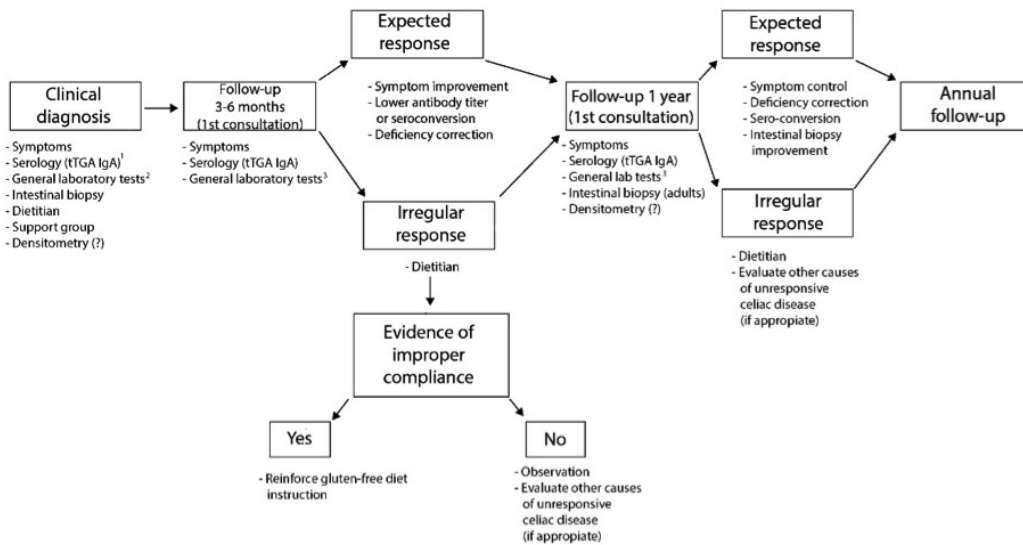 Clinical
diagnosis
- Symptoms
- Serology (tTGA IgA)¹
- General laboratory tests²
- Intestinal biopsy
- Dietitian
- Support group
- Densitometry (?)
Follow-up
3-6 months
(1st consultation)
- Symptoms
- Serology (tTGA IgA)
- General laboratory tests³
Expected
response
- Symptom improvement
- Lower antibody titer
or seroconversion
- Deficiency correction
Irregular
response
- Dietitian
Evidence of
improper
compliance
Yes
- Reinforce gluten-free diet
instruction
No
- Observation
- Evaluate other causes
of unresponsive
celiac disease
(if appropiate)
Follow-up 1 year
(1st consultation)
- Symptoms
- Serology (tTGA IgA)
- General lab tests³
- Intestinal biopsy (adults)
- Densitometry (?)
Expected
response
- Symptom control
- Deficiency correction
- Sero-conversion
- Intestinal biopsy
improvement
Irregular
response
- Dietitian
- Evaluate other causes
of unresponsive
celiac disease
(if appropiate)
Annual
follow-up